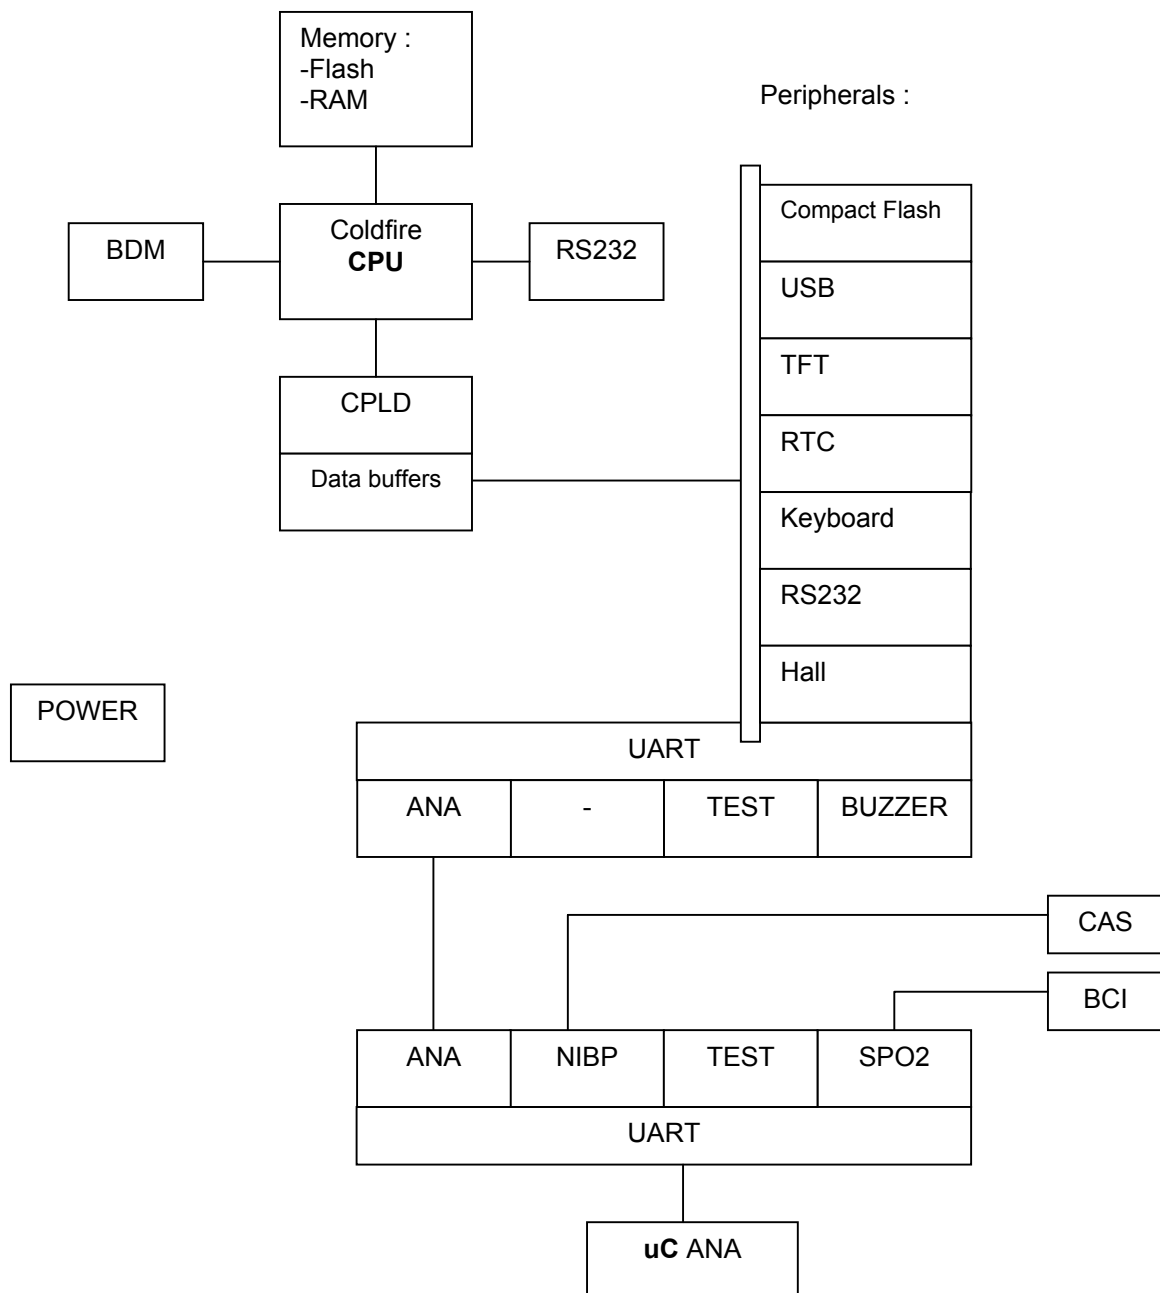 Memory :
-Flash
-RAM
Peripherals :
Compact Flash
BDM
Coldfire
CPU
RS232
USB
TFT
CPLD
RTC
Data buffers
Keyboard
RS232
Hall
POWER
UART
ANA
-
TEST
BUZZER
CAS
BCI
ANA
NIBP
TEST
SPO2
UART
uC ANA